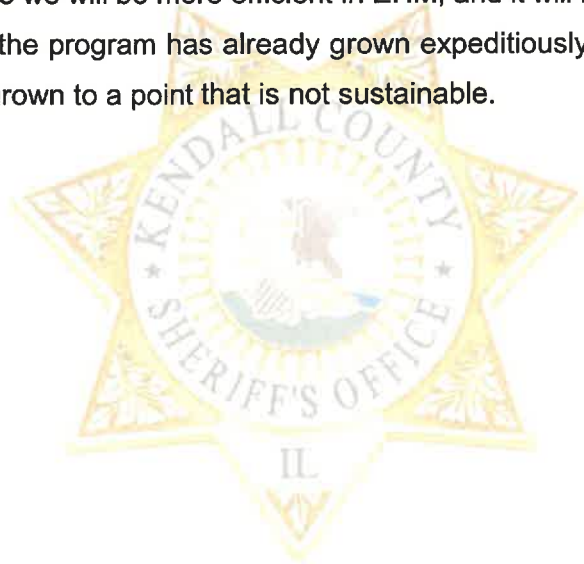 we will be more efficient in EHM, and it will
the program has already grown expeditiously
rown to a point that is not sustainable.
KENDALL COUNTY
SHERIFF'S OFFICE
IL